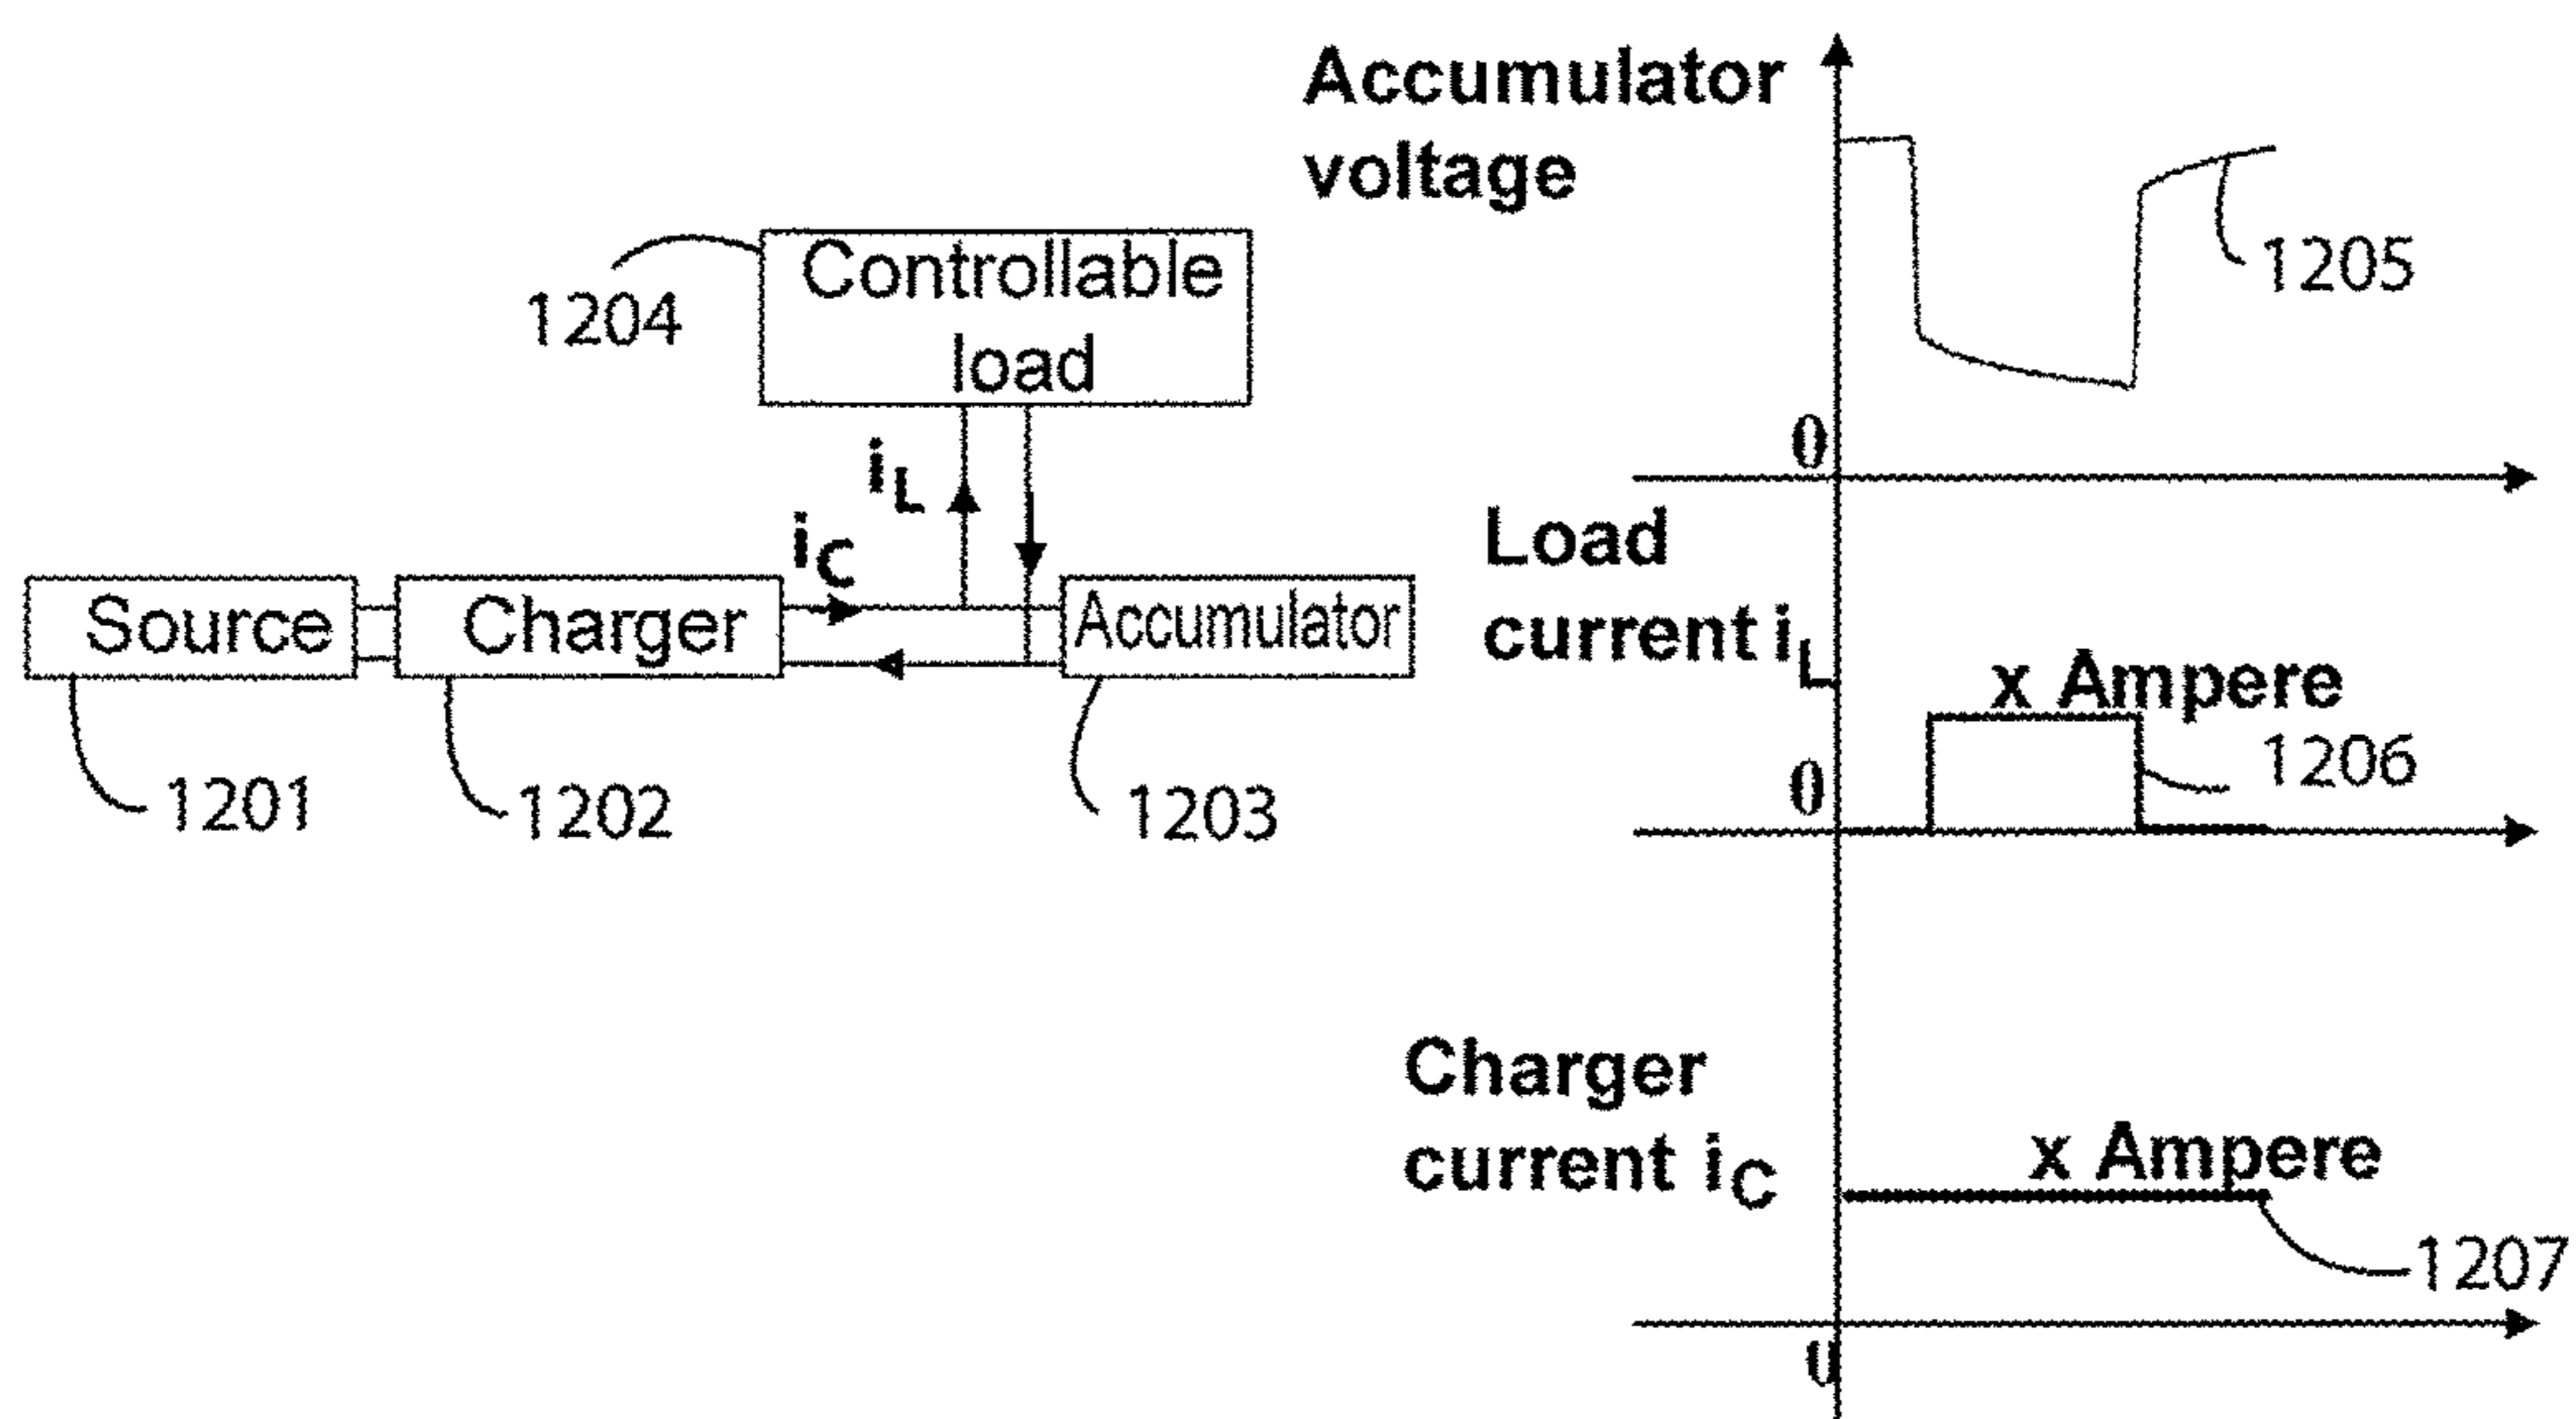 Controllable
load
1204
iL
iC
Source
Charger
Accumulator
1201
1202
1203
Accumulator
voltage
1205
0
Load
current iL
x Ampere
1206
0
Charger
current iC
x Ampere
1207
0